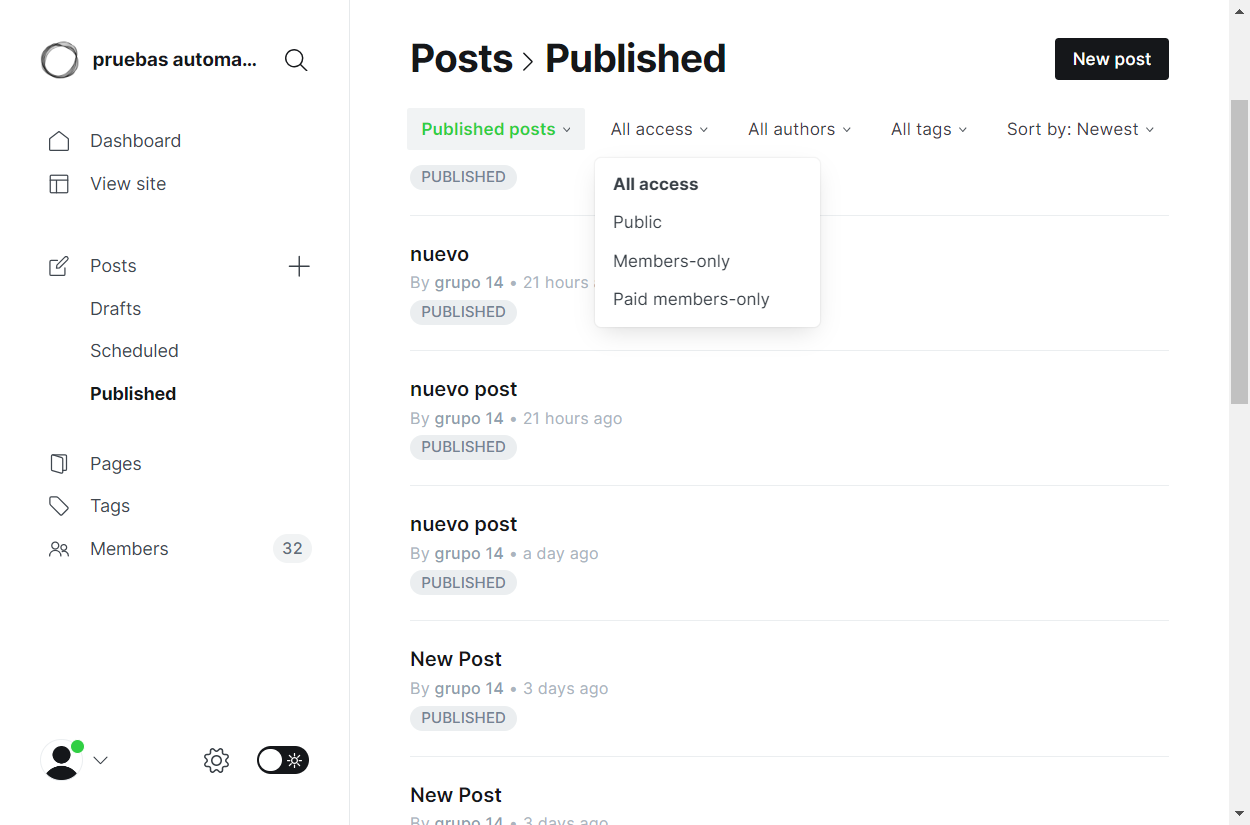 pruebas automa...
Dashboard
View site
Posts
Drafts
Scheduled
Published
Pages
Tags
Members 32
Posts > Published
New post
Published posts All access All authors All tags Sort by: Newest
All access
Public
Members-only
Paid members-only
PUBLISHED
nuevo
By grupo 14 • 21 hours
PUBLISHED
nuevo post
By grupo 14 • 21 hours ago
PUBLISHED
nuevo post
By grupo 14 • a day ago
PUBLISHED
New Post
By grupo 14 • 3 days ago
PUBLISHED
New Post
By grupo 14 • 3 days ago